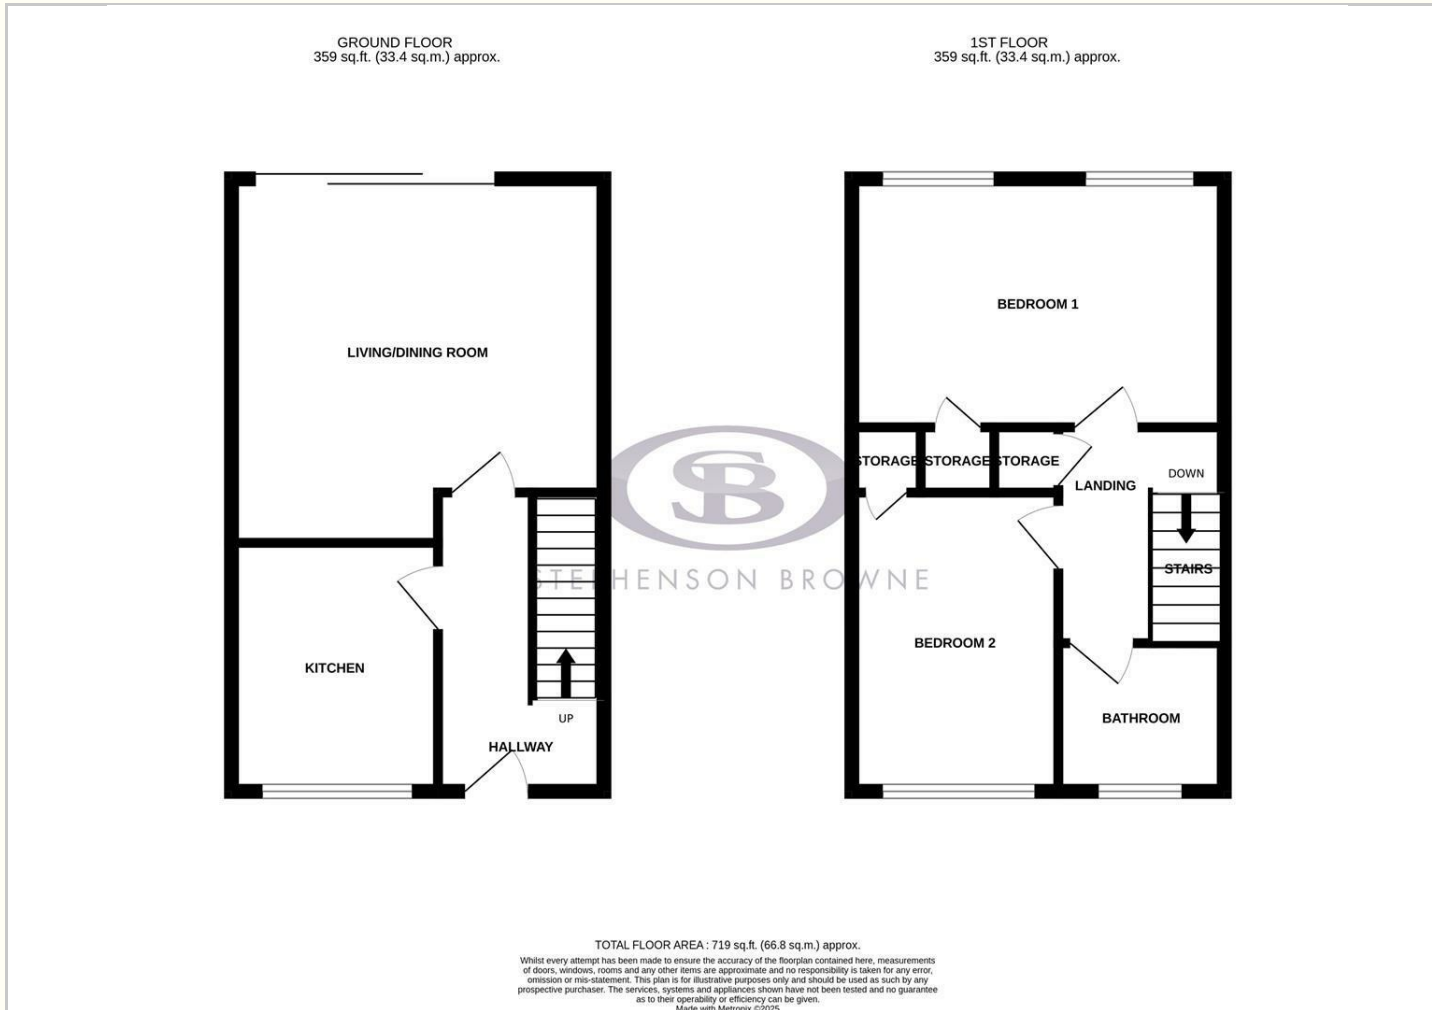 GROUND FLOOR
359 sq.ft. (33.4 sq.m.) approx.
1ST FLOOR
359 sq.ft. (33.4 sq.m.) approx.
LIVING/DINING ROOM
KITCHEN
UP
HALLWAY
BEDROOM 1
STORAGE
STORAGE
STORAGE
LANDING
DOWN
STAIRS
BEDROOM 2
BATHROOM
SB
STEPHENSON BROWNE
TOTAL FLOOR AREA : 719 sq.ft. (66.8 sq.m.) approx.
Whilst every attempt has been made to ensure the accuracy of the floorplan contained here, measurements
of doors, windows, rooms and any other items are approximate and no responsibility is taken for any error,
omission or mis-statement. This plan is for illustrative purposes only and should be used as such by any
prospective purchaser. The services, systems and appliances shown have not been tested and no guarantee
as to their operability or efficiency can be given.
Made with Metropix ©2025